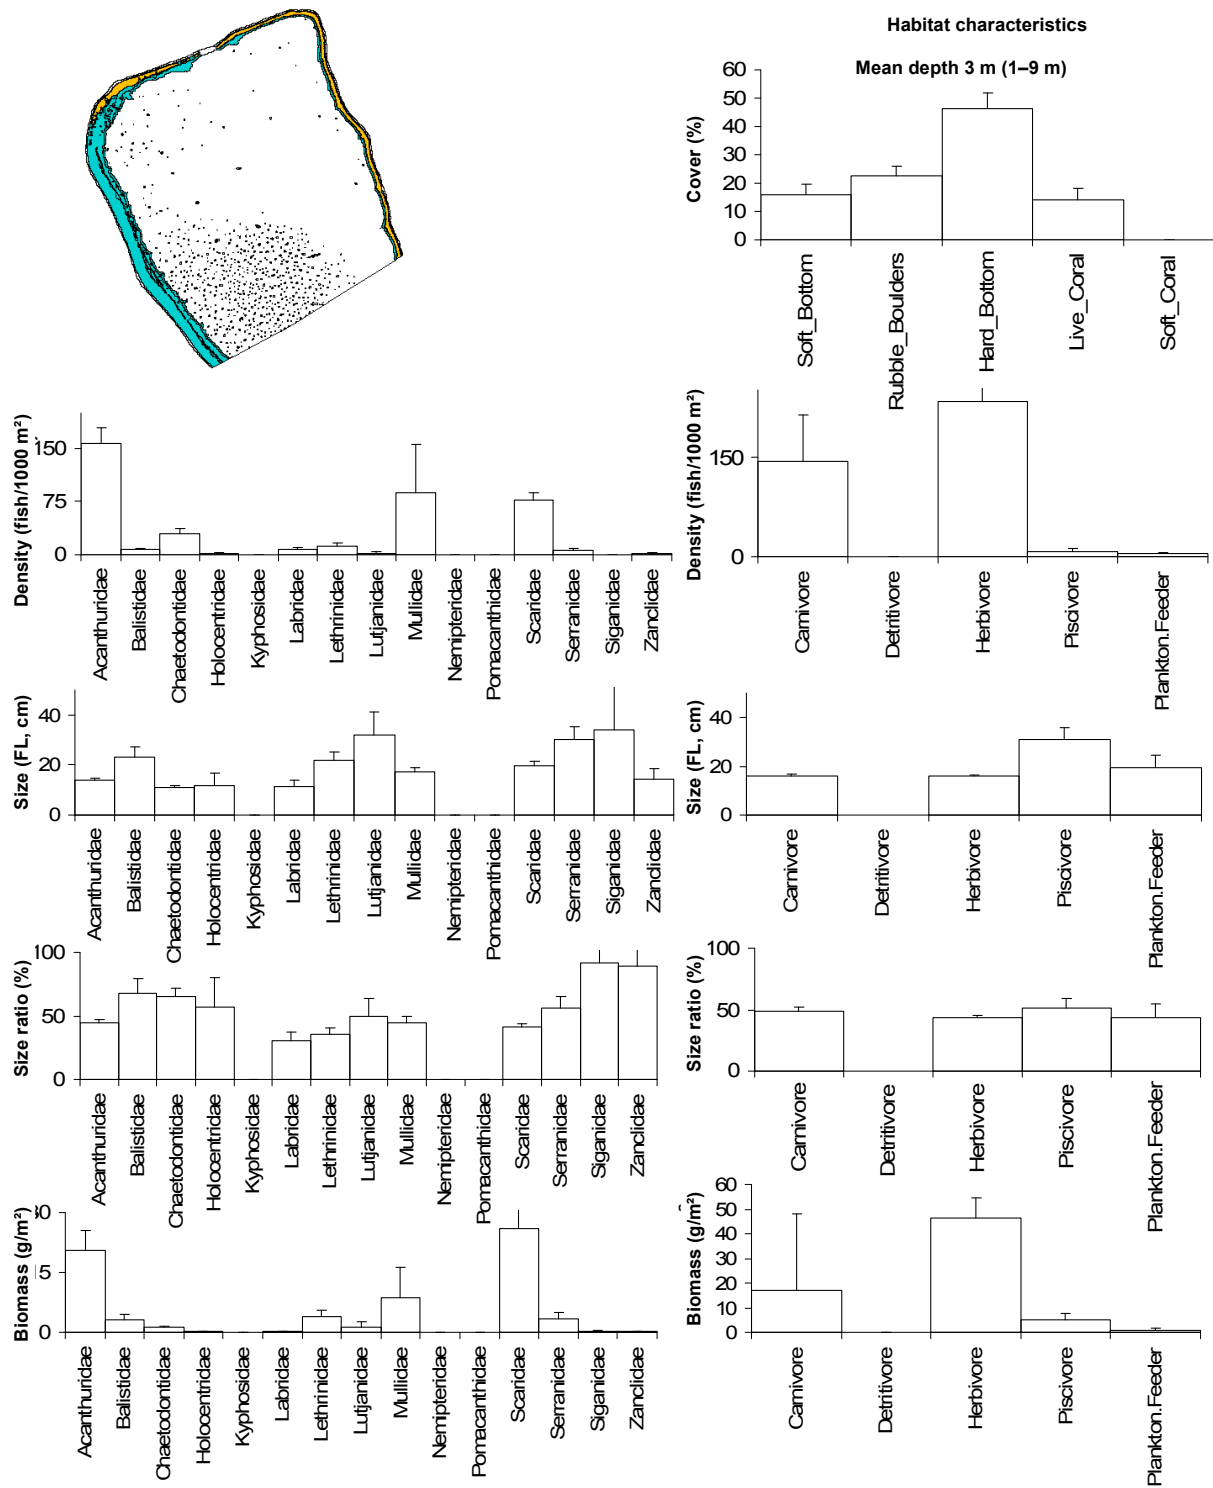 Habitat characteristics
Mean depth 3 m (1–9 m)
Cover (%)
60
50
40
30
20
10
0
Soft_Bottom
Rubble_Boulders
Hard_Bottom
Live_Coral
Soft_Coral
Density (fish/1000 m²)
150
75
0
Acanthuridae
Balistidae
Chaetodontidae
Holocentridae
Kyphosidae
Labridae
Lethrinidae
Lutjanidae
Mullidae
Nemipteridae
Pomacanthidae
Scaridae
Serranidae
Siganidae
Zanclidae
Density (fish/1000 m²)
150
0
Carnivore
Detritivore
Herbivore
Piscivore
Plankton.Feeder
Size (FL, cm)
40
20
0
Acanthuridae
Balistidae
Chaetodontidae
Holocentridae
Kyphosidae
Labridae
Lethrinidae
Lutjanidae
Mullidae
Nemipteridae
Pomacanthidae
Scaridae
Serranidae
Siganidae
Zanclidae
Size (FL, cm)
40
20
0
Carnivore
Detritivore
Herbivore
Piscivore
Plankton.Feeder
Size ratio (%)
100
50
0
Acanthuridae
Balistidae
Chaetodontidae
Holocentridae
Kyphosidae
Labridae
Lethrinidae
Lutjanidae
Mullidae
Nemipteridae
Pomacanthidae
Scaridae
Serranidae
Siganidae
Zanclidae
Size ratio (%)
100
50
0
Carnivore
Detritivore
Herbivore
Piscivore
Plankton.Feeder
Biomass (g/m²)
0
Acanthuridae
Balistidae
Chaetodontidae
Holocentridae
Kyphosidae
Labridae
Lethrinidae
Lutjanidae
Mullidae
Nemipteridae
Pomacanthidae
Scaridae
Serranidae
Siganidae
Zanclidae
Biomass (g/m²)
60
50
40
30
20
10
0
Carnivore
Detritivore
Herbivore
Piscivore
Plankton.Feeder